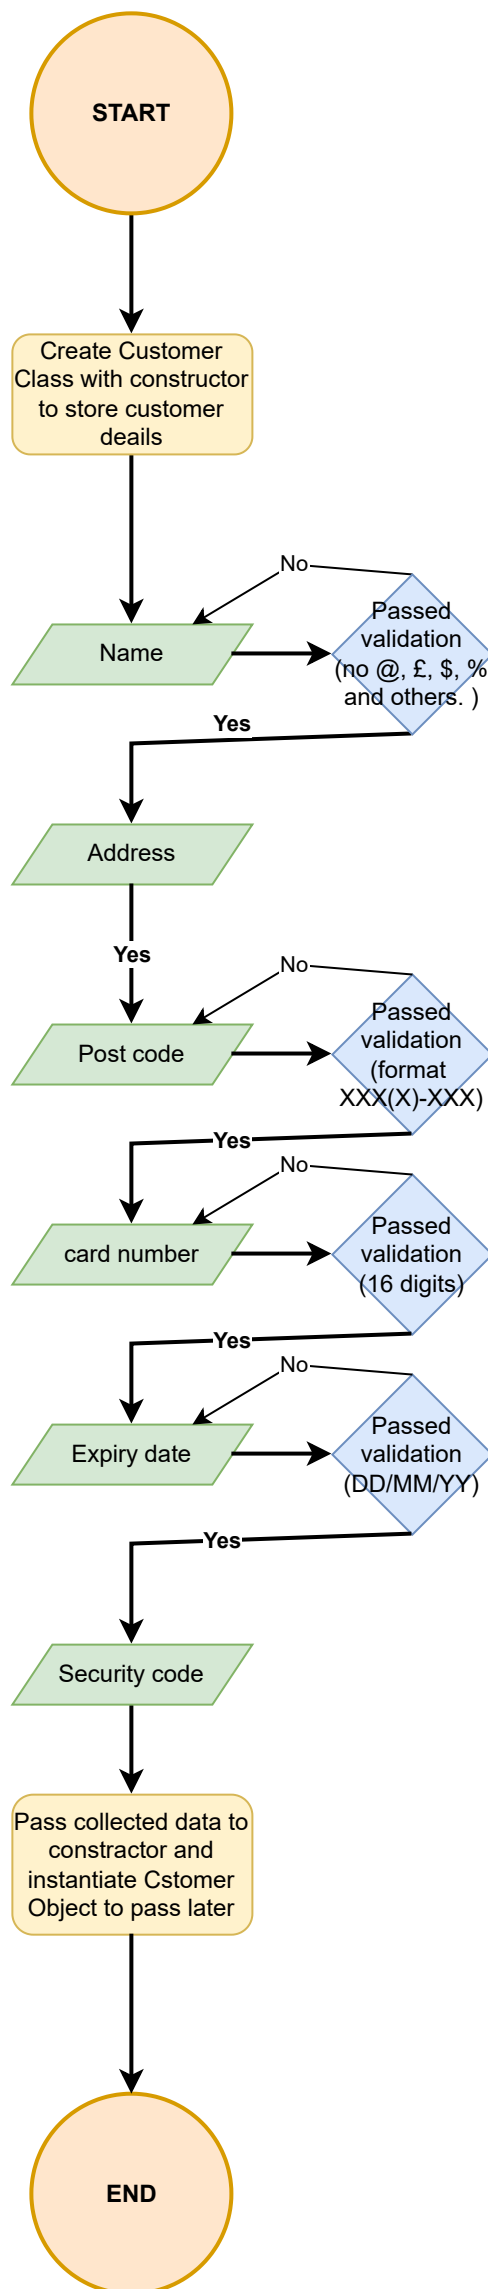 START
Create Customer
Class with constructor
to store customer
deails
No
Passed
validation
(no @, £, $, %
and others. )
Name
Yes
Address
Yes
No
Passed
validation
(format
XXX(X)-XXX)
Post code
Yes
No
Passed
validation
(16 digits)
card number
Yes
No
Passed
validation
(DD/MM/YY)
Expiry date
Yes
Security code
Pass collected data to
constractor and
instantiate Cstomer
Object to pass later
END